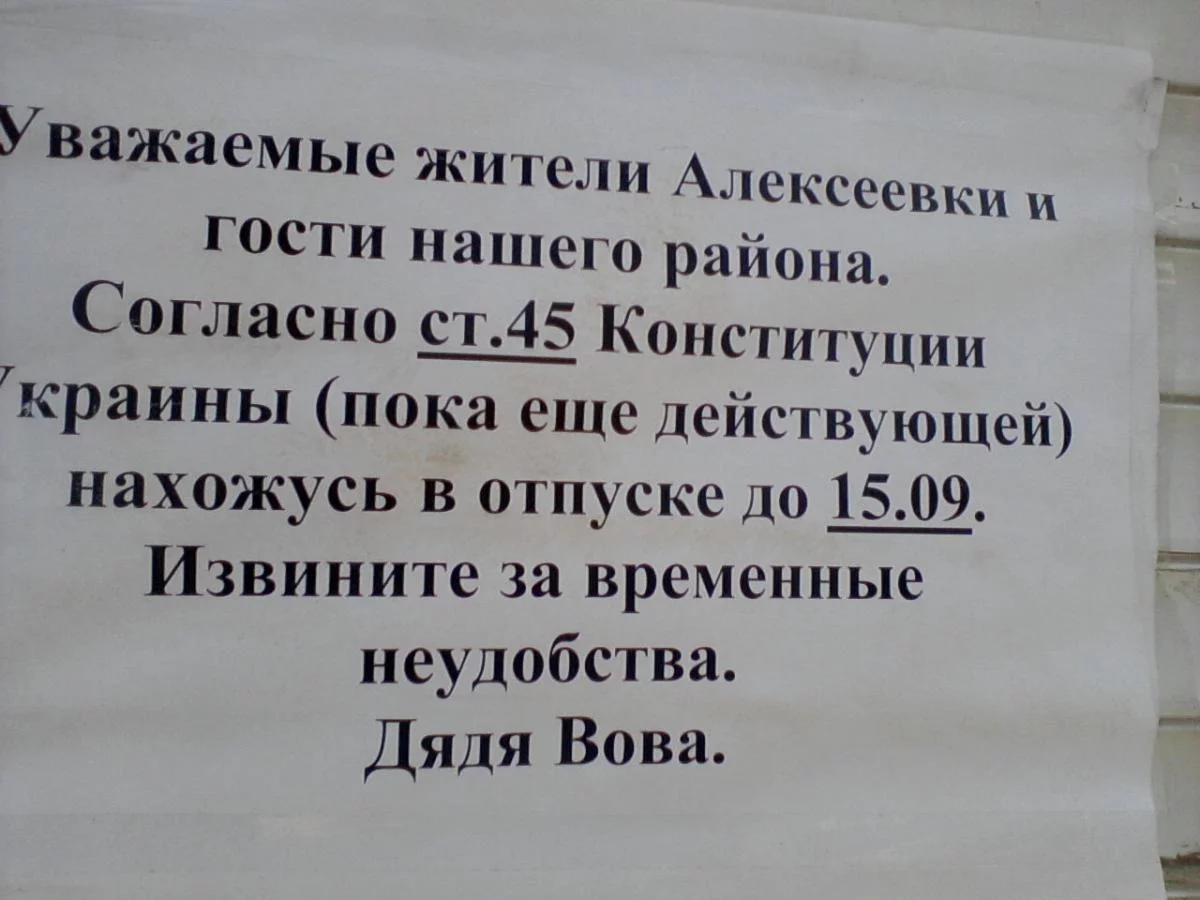 Уважаемые жители Алексеевки и
гости нашего района.
Согласно ст.45 Конституции
Украины (пока еще действующей)
нахожусь в отпуске до 15.09.
Извините за временные
неудобства.
Дядя Вова.